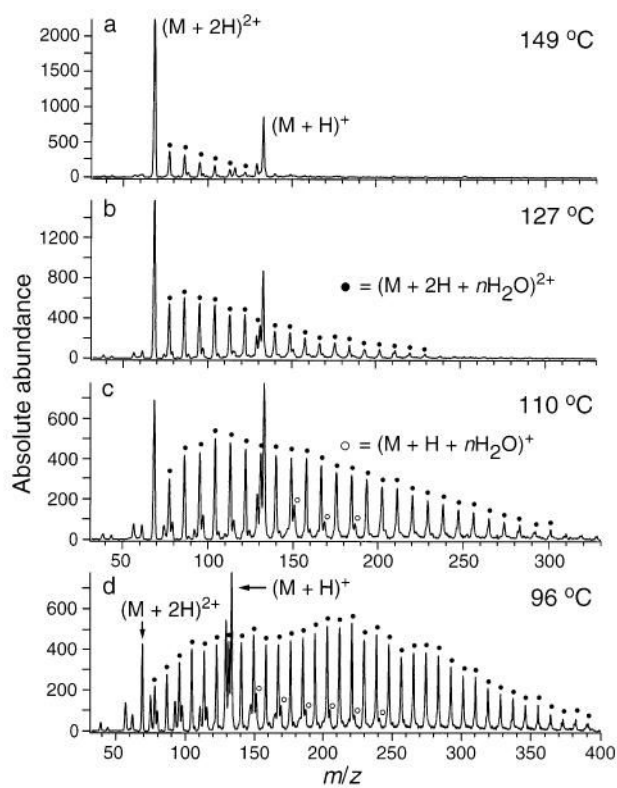 a
(M + 2H)2+
149 oC
(M + H)+
2000
1500
1000
500
0
b
127 oC
● = (M + 2H + nH2O)2+
1200
800
400
0
Absolute abundance
c
110 oC
○ = (M + H + nH2O)+
600
400
200
0
50 100 150 200 250 300
d
(M + 2H)2+
(M + H)+
96 oC
600
400
200
0
50 100 150 200 250 300 350 400
m/z